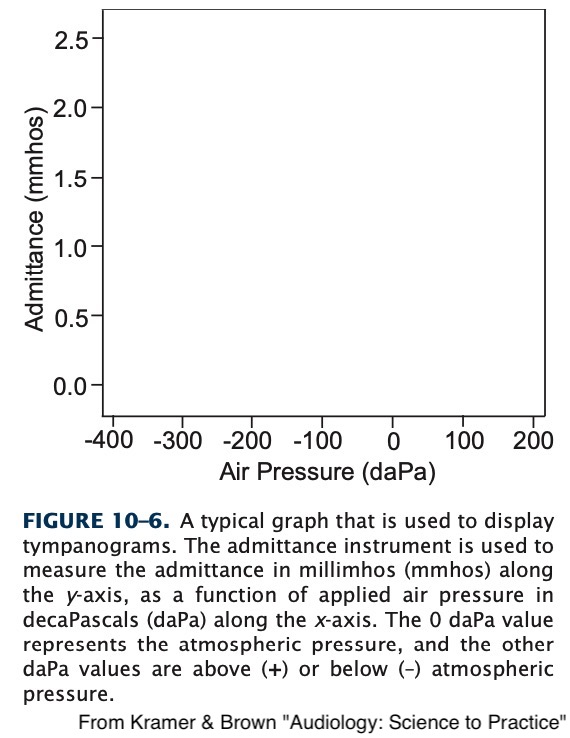 2.5
2.0
1.5
1.0
0.5
0.0
Admittance (mmhos)
-400 -300 -200 -100 0 100 200
Air Pressure (daPa)
FIGURE 10–6. A typical graph that is used to display
tympanograms. The admittance instrument is used to
measure the admittance in millimhos (mmhos) along
the y-axis, as a function of applied air pressure in
decaPascals (daPa) along the x-axis. The 0 daPa value
represents the atmospheric pressure, and the other
daPa values are above (+) or below (–) atmospheric
pressure.
From Kramer & Brown "Audiology: Science to Practice"